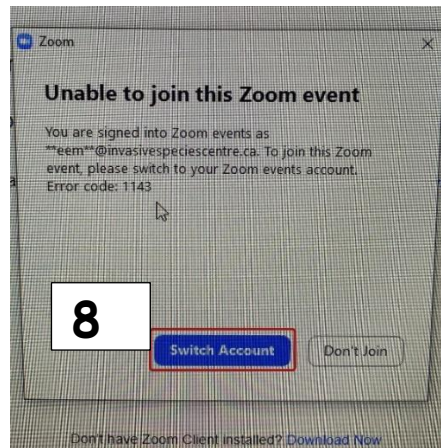 Zoom
Unable to join this Zoom event
You are signed into Zoom events as
**eem**@invasivespeciescentre.ca. To join this Zoom
event, please switch to your Zoom events account.
Error code: 1143
8
Switch Account
Don't Join
Don't have Zoom Client installed? Download Now